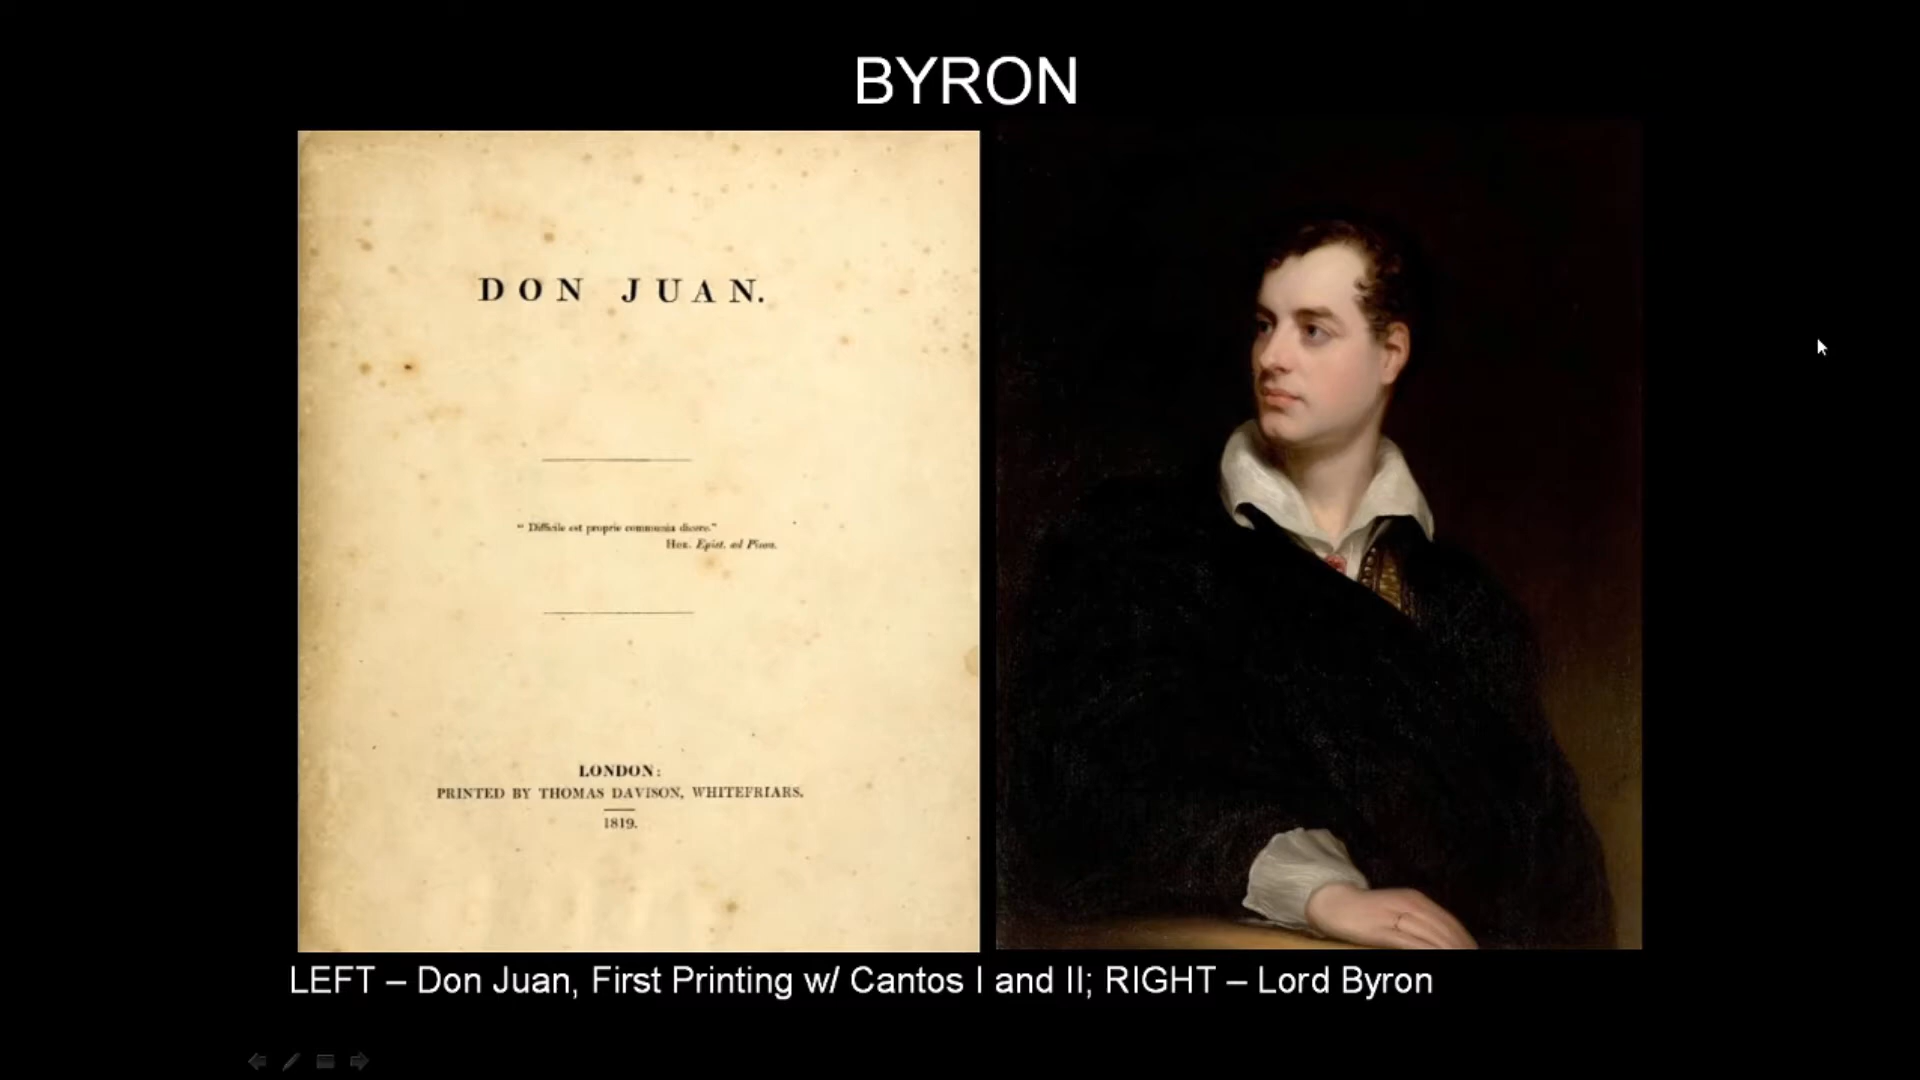 BYRON
DON JUAN.
" Difficile est proprie communia dicere."
Hor. Epist. ad Pison.
LONDON:
PRINTED BY THOMAS DAVISON, WHITEFRIARS.
1819.
LEFT – Don Juan, First Printing w/ Cantos I and II; RIGHT – Lord Byron